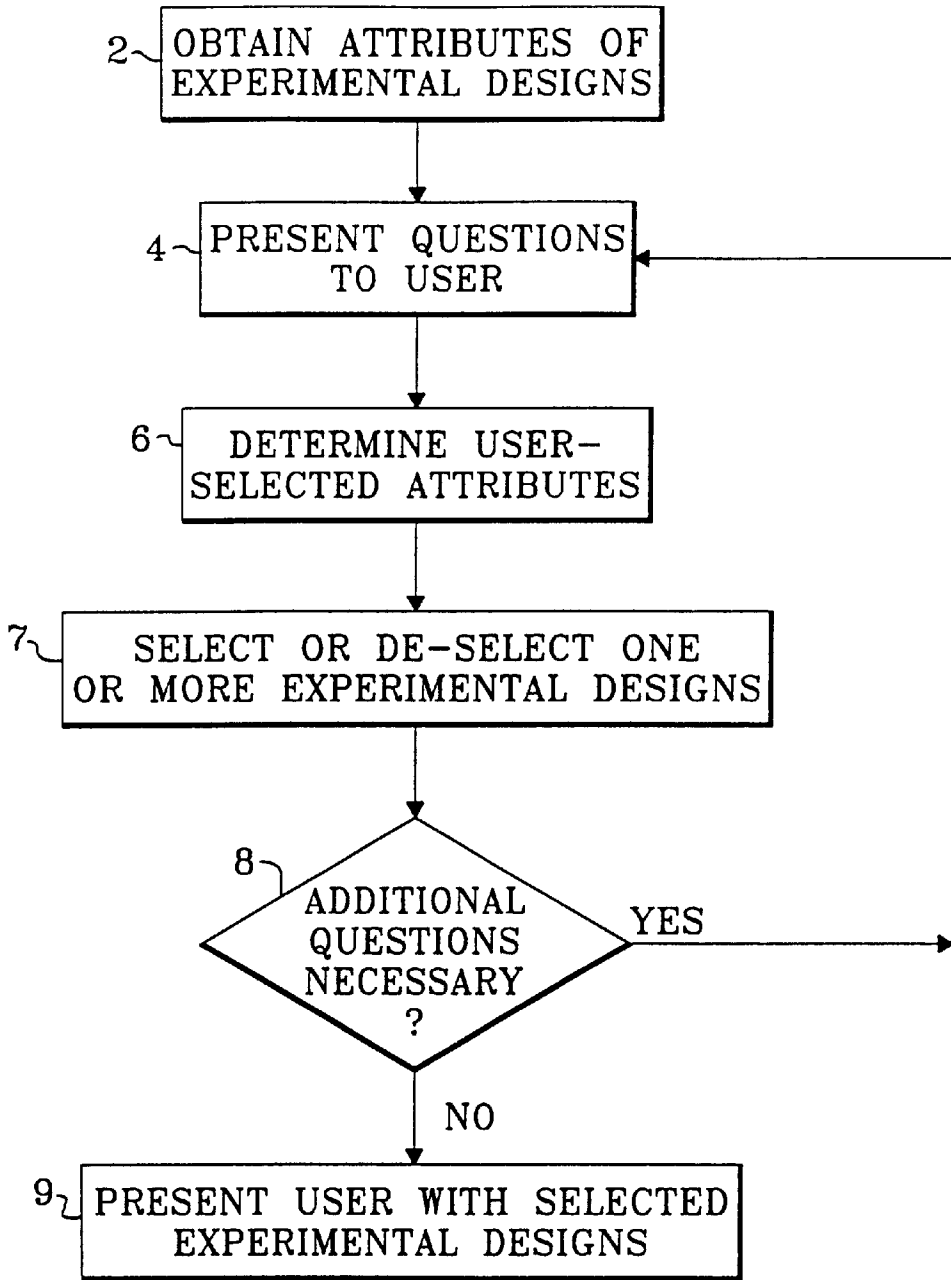 2 OBTAIN ATTRIBUTES OF
EXPERIMENTAL DESIGNS
4 PRESENT QUESTIONS
TO USER
6 DETERMINE USER-
SELECTED ATTRIBUTES
7 SELECT OR DE-SELECT ONE
OR MORE EXPERIMENTAL DESIGNS
8
ADDITIONAL
QUESTIONS
NECESSARY
?
YES
NO
9 PRESENT USER WITH SELECTED
EXPERIMENTAL DESIGNS